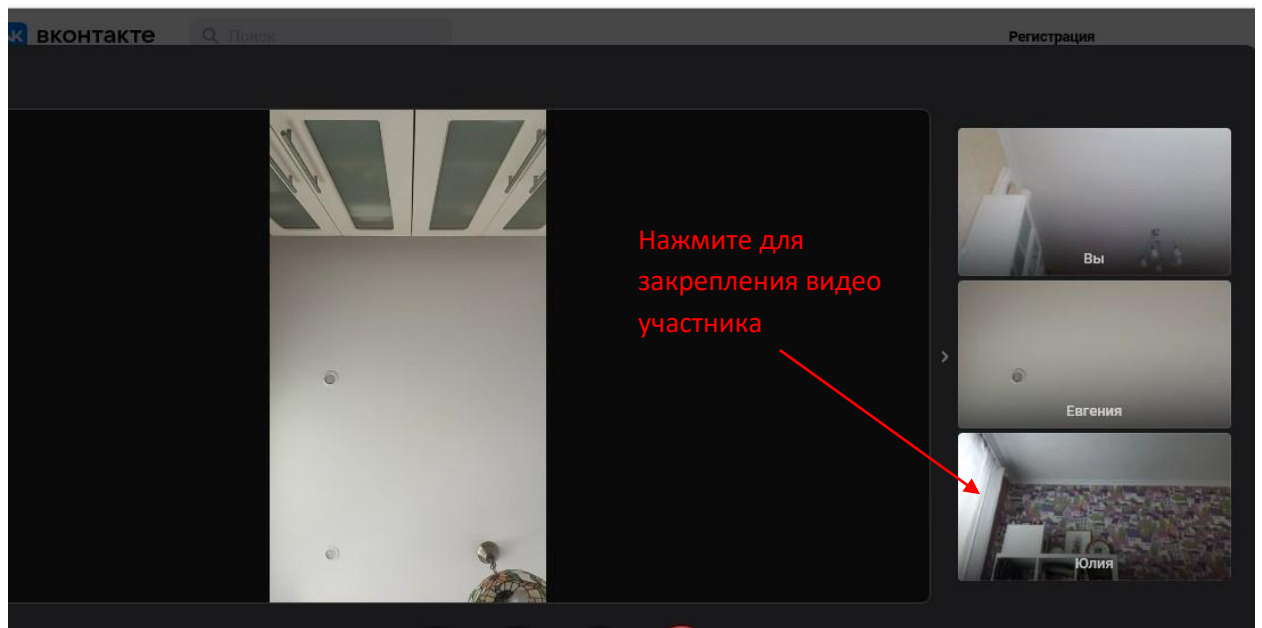 вконтакте
Поиск
Регистрация
Нажмите для
закрепления видео
участника
Вы
Евгения
Юлия